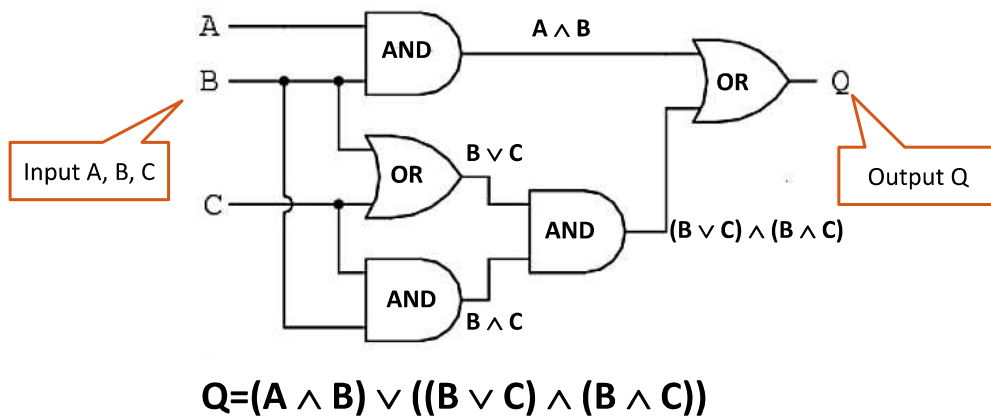 A
AND
A ∧ B
OR
B
Q
Input A, B, C
OR
B ∨ C
Output Q
C
AND
(B ∨ C) ∧ (B ∧ C)
AND
B ∧ C
Q=(A ∧ B) ∨ ((B ∨ C) ∧ (B ∧ C))